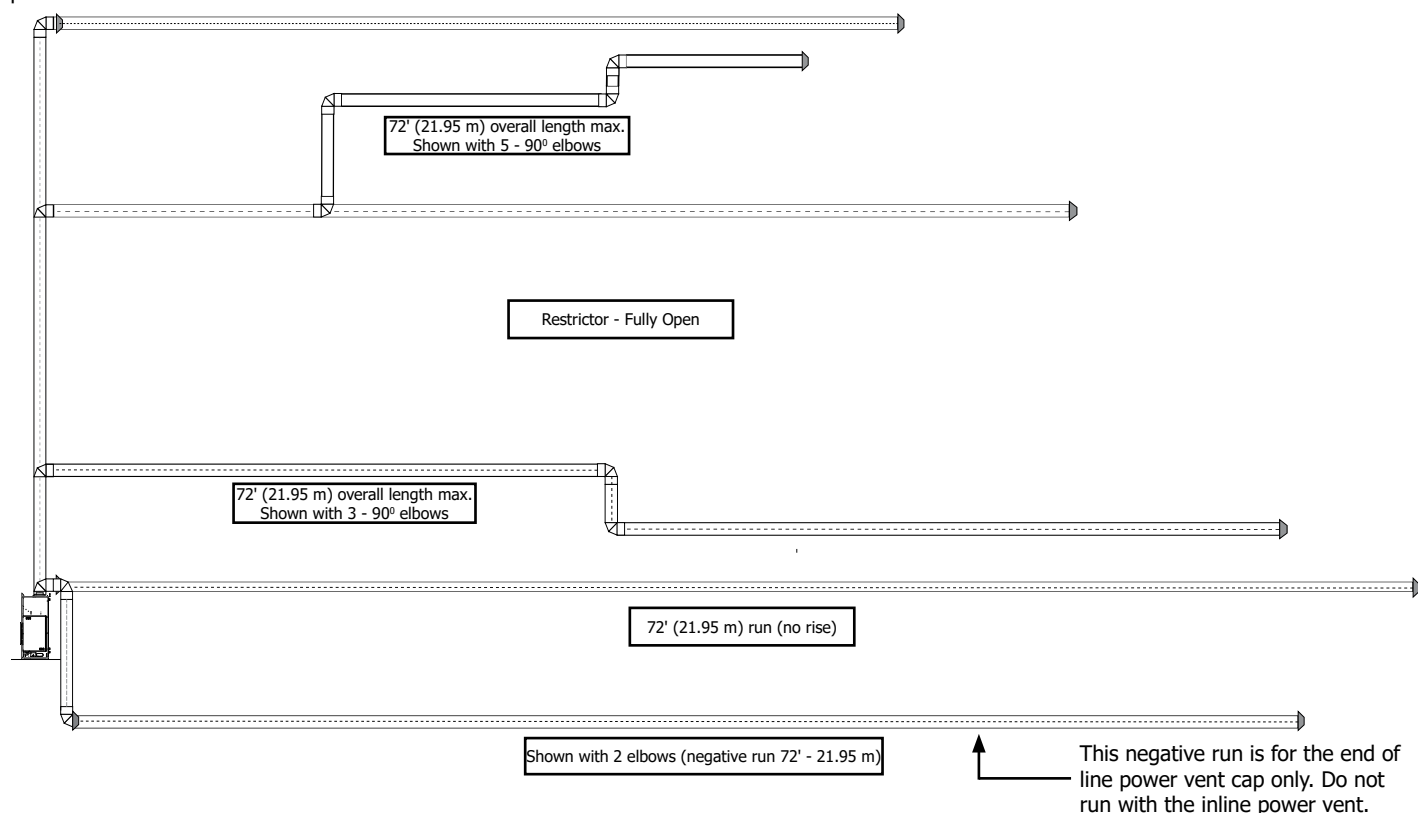 72' (21.95 m) overall length max.
Shown with 5 - 90⁰ elbows
Restrictor - Fully Open
72' (21.95 m) overall length max.
Shown with 3 - 90⁰ elbows
72' (21.95 m) run (no rise)
Shown with 2 elbows (negative run 72' - 21.95 m)
This negative run is for the end of
line power vent cap only. Do not
run with the inline power vent.